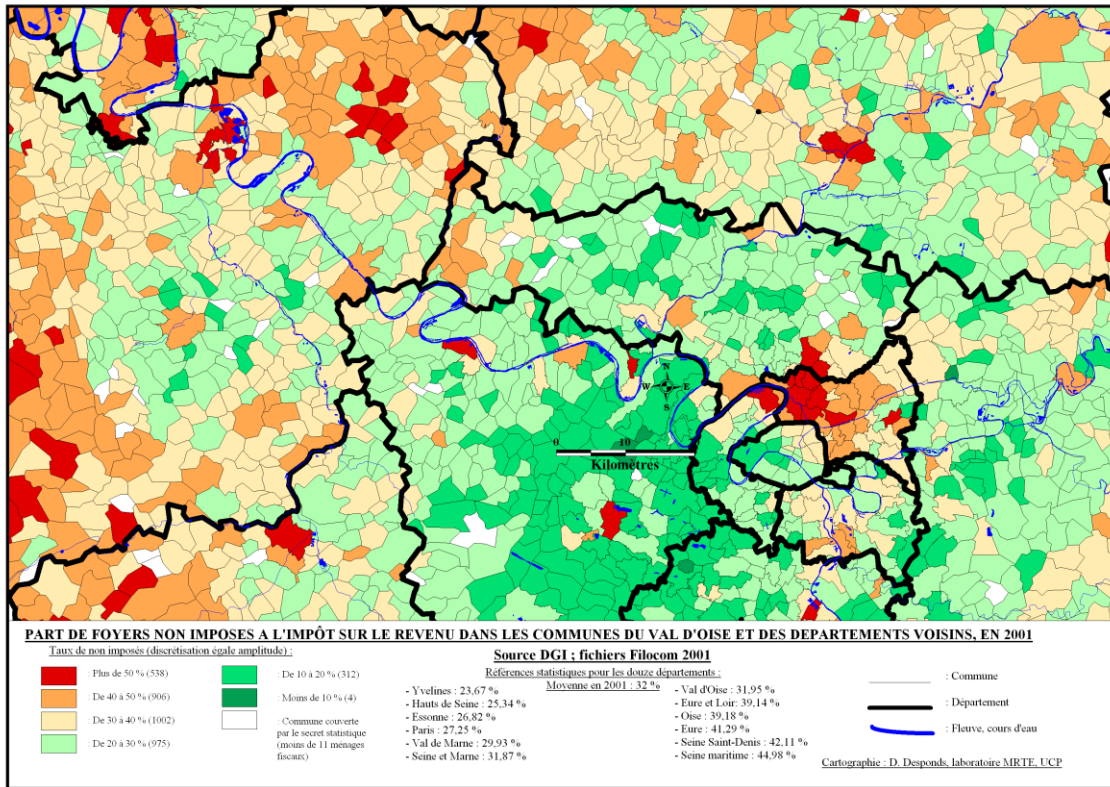 N
W E
S
0 10
Kilomètres
PART DE FOYERS NON IMPOSES A L'IMPÔT SUR LE REVENU DANS LES COMMUNES DU VAL D'OISE ET DES DEPARTEMENTS VOISINS, EN 2001
Taux de non imposés (discrétisation égale amplitude) :
: Plus de 50 % (538)
: De 40 à 50 % (906)
: De 30 à 40 % (1002)
: De 20 à 30 % (975)
: De 10 à 20 % (312)
: Moins de 10 % (4)
: Commune couverte
par le secret statistique
(moins de 11 ménages
fiscaux)
Source DGI ; fichiers Filocom 2001
Références statistiques pour les douze départements :
Moyenne en 2001 : 32 %
- Yvelines : 23,67 %
- Hauts de Seine : 25,34 %
- Essonne : 26,82 %
- Paris : 27,25 %
- Val de Marne : 29,93 %
- Seine et Marne : 31,87 %
- Val d'Oise : 31,95 %
- Eure et Loir: 39,14 %
- Oise : 39,18 %
- Eure : 41,29 %
- Seine Saint-Denis : 42,11 %
- Seine maritime : 44,98 %
: Commune
: Département
: Fleuve, cours d'eau
Cartographie : D. Desponds, laboratoire MRTE, UCP